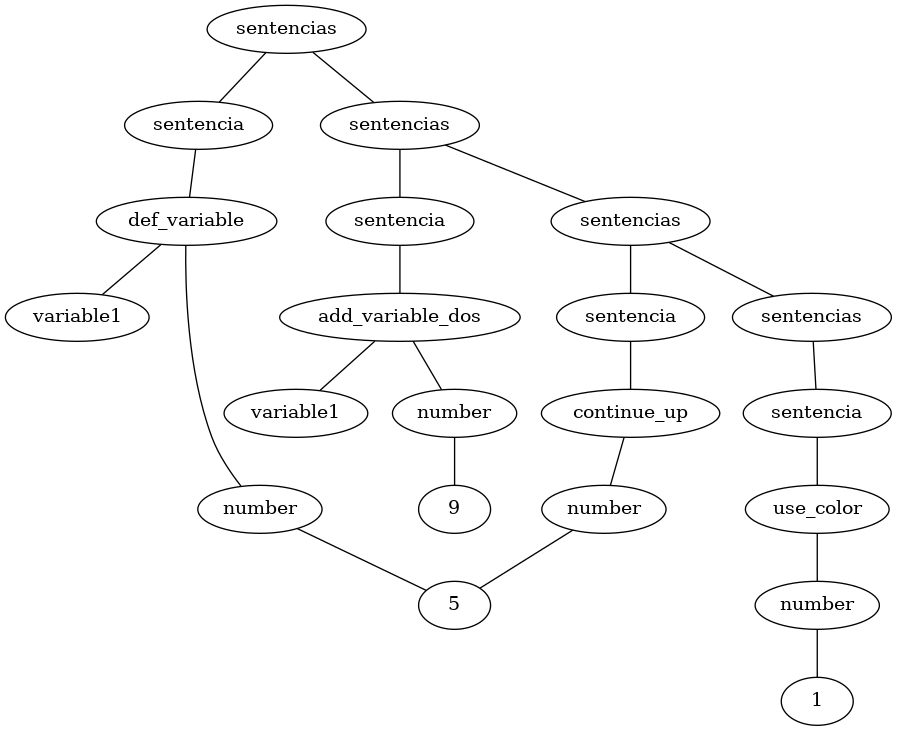 sentencias
sentencia
sentencias
def_variable
sentencia
sentencias
variable1
add_variable_dos
sentencia
sentencias
variable1
number
continue_up
sentencia
number
9
number
use_color
5
number
1